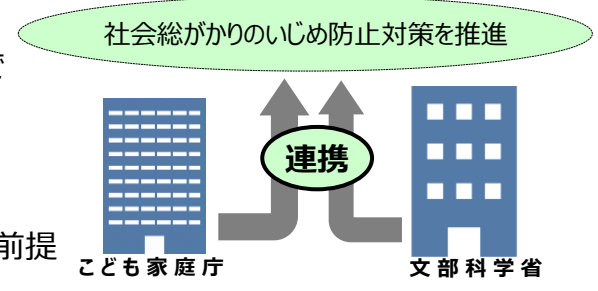 社会総がかりのいじめ防止対策を推進
連携
前提
こども家庭庁
文部科学省